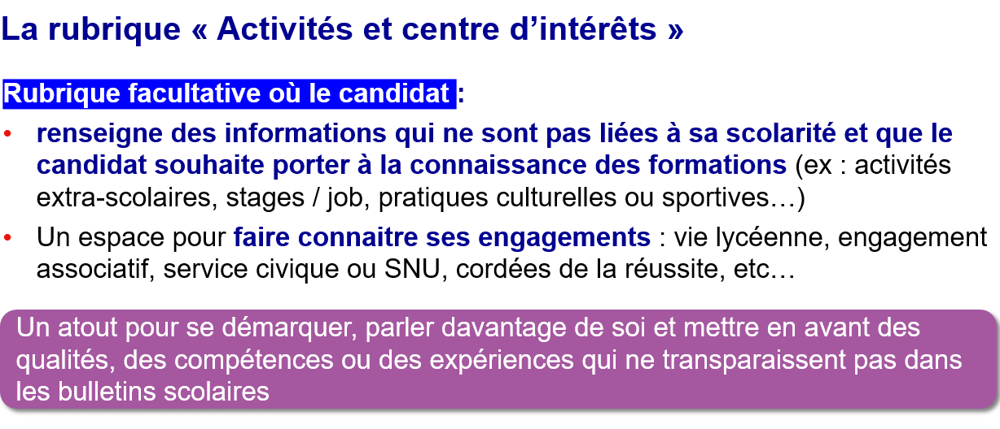 La rubrique « Activités et centre d’intérêts »
Rubrique facultative où le candidat :
• renseigne des informations qui ne sont pas liées à sa scolarité et que le
candidat souhaite porter à la connaissance des formations (ex : activités
extra-scolaires, stages / job, pratiques culturelles ou sportives…)
• Un espace pour faire connaitre ses engagements : vie lycéenne, engagement
associatif, service civique ou SNU, cordées de la réussite, etc…
Un atout pour se démarquer, parler davantage de soi et mettre en avant des
qualités, des compétences ou des expériences qui ne transparaissent pas dans
les bulletins scolaires